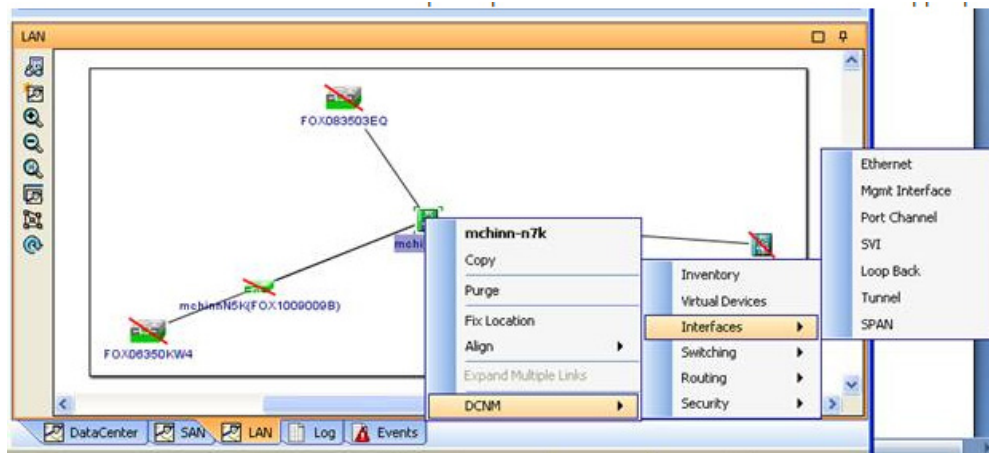 LAN
FOX083503EQ
mchi
mchinnN5K(FOX1009009B)
FOX06350KW4
mchinn-n7k
Copy
Purge
Fix Location
Align
Expand Multiple Links
DCNM
Inventory
Virtual Devices
Interfaces
Switching
Routing
Security
Ethernet
Mgmt Interface
Port Channel
SVI
Loop Back
Tunnel
SPAN
DataCenter SAN LAN Log Events